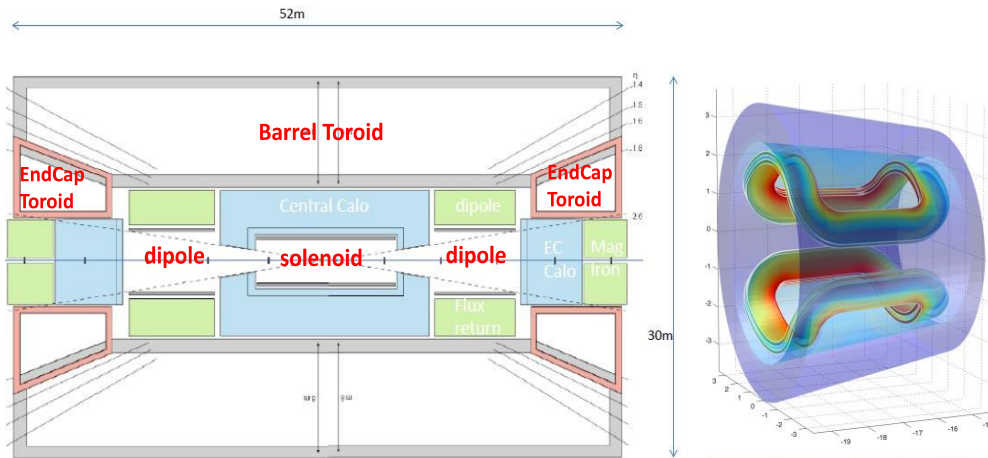 52m
η
1.4
1.5
1.6
1.8
2.6
Barrel Toroid
EndCap
Toroid
EndCap
Toroid
Central Calo
dipole
dipole
solenoid
dipole
EC
Calo
Mag
Iron
Flux
return
30m
8 m
8 m
3
2
1
0
-1
-2
-3
3
2
1
0
-1
-2
-3
-19
-18
-17
-16